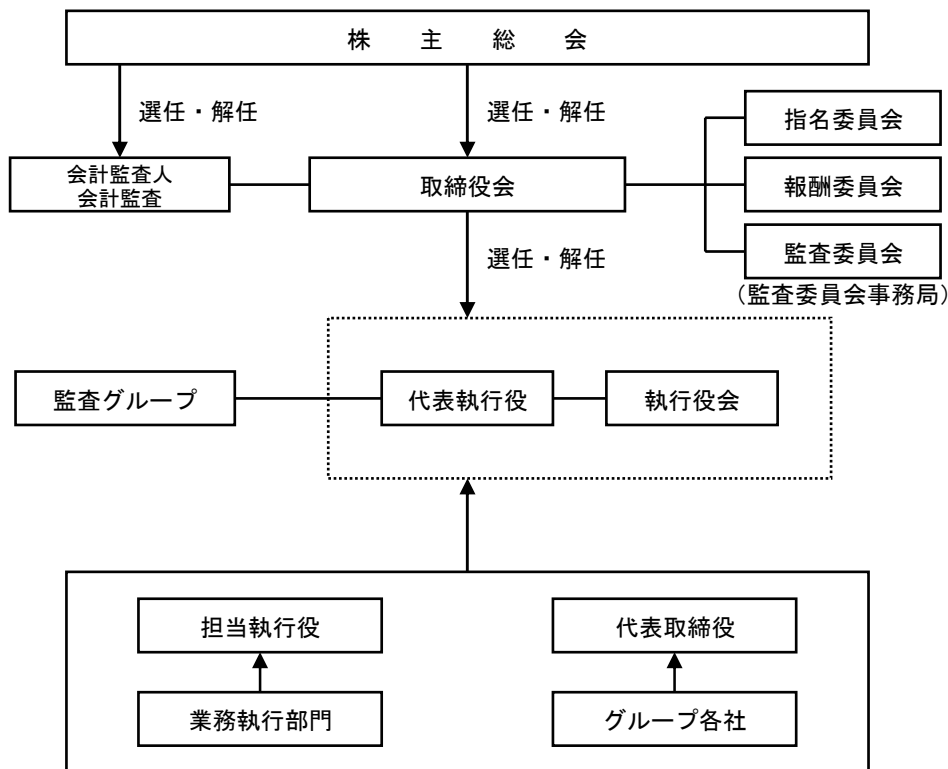 株主総会
選任・解任
選任・解任
指名委員会
会計監査人
会計監査
取締役会
報酬委員会
監査委員会
(監査委員会事務局)
選任・解任
監査グループ
代表執行役
執行役会
担当執行役
代表取締役
業務執行部門
グループ各社